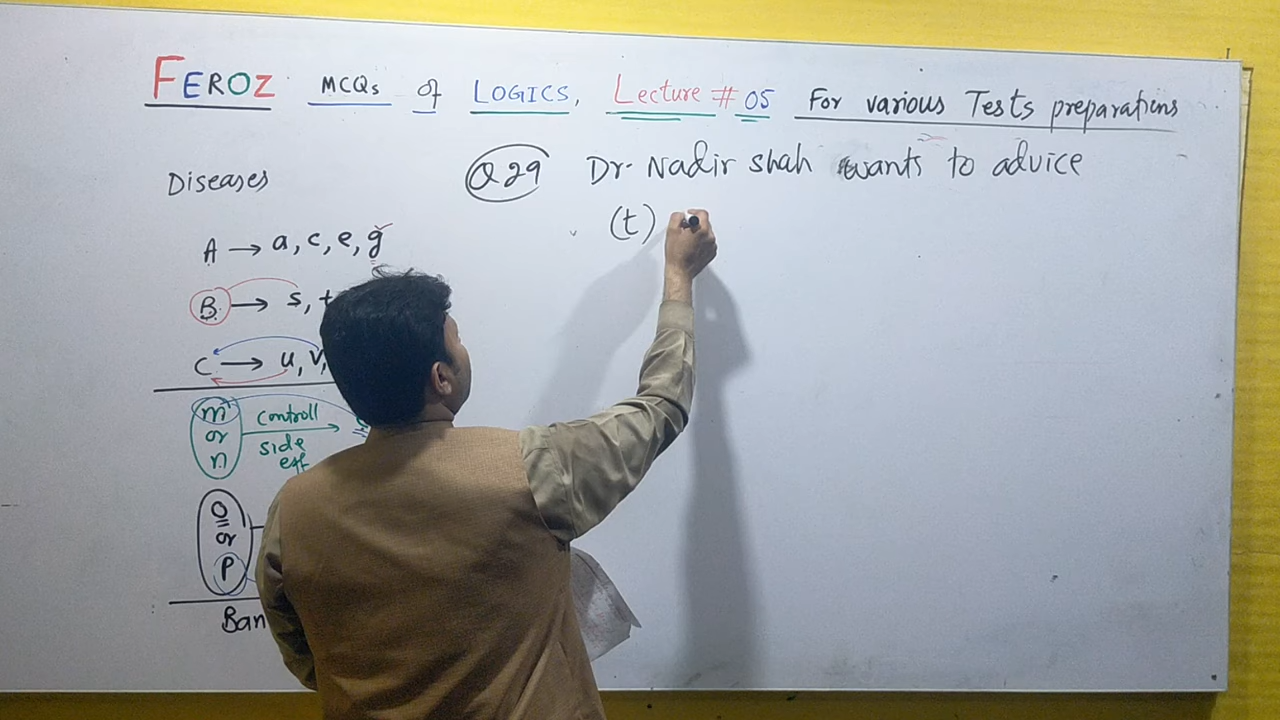 FEROZ MCQs of LOGICS, Lecture # 05 For various Tests preparations
Diseases
Q 29 Dr. Nadir shah wants to advice
(t)
A → a, c, e, g
B → s, t
C → u, v,
m or n controll side eff
O or P
Ban